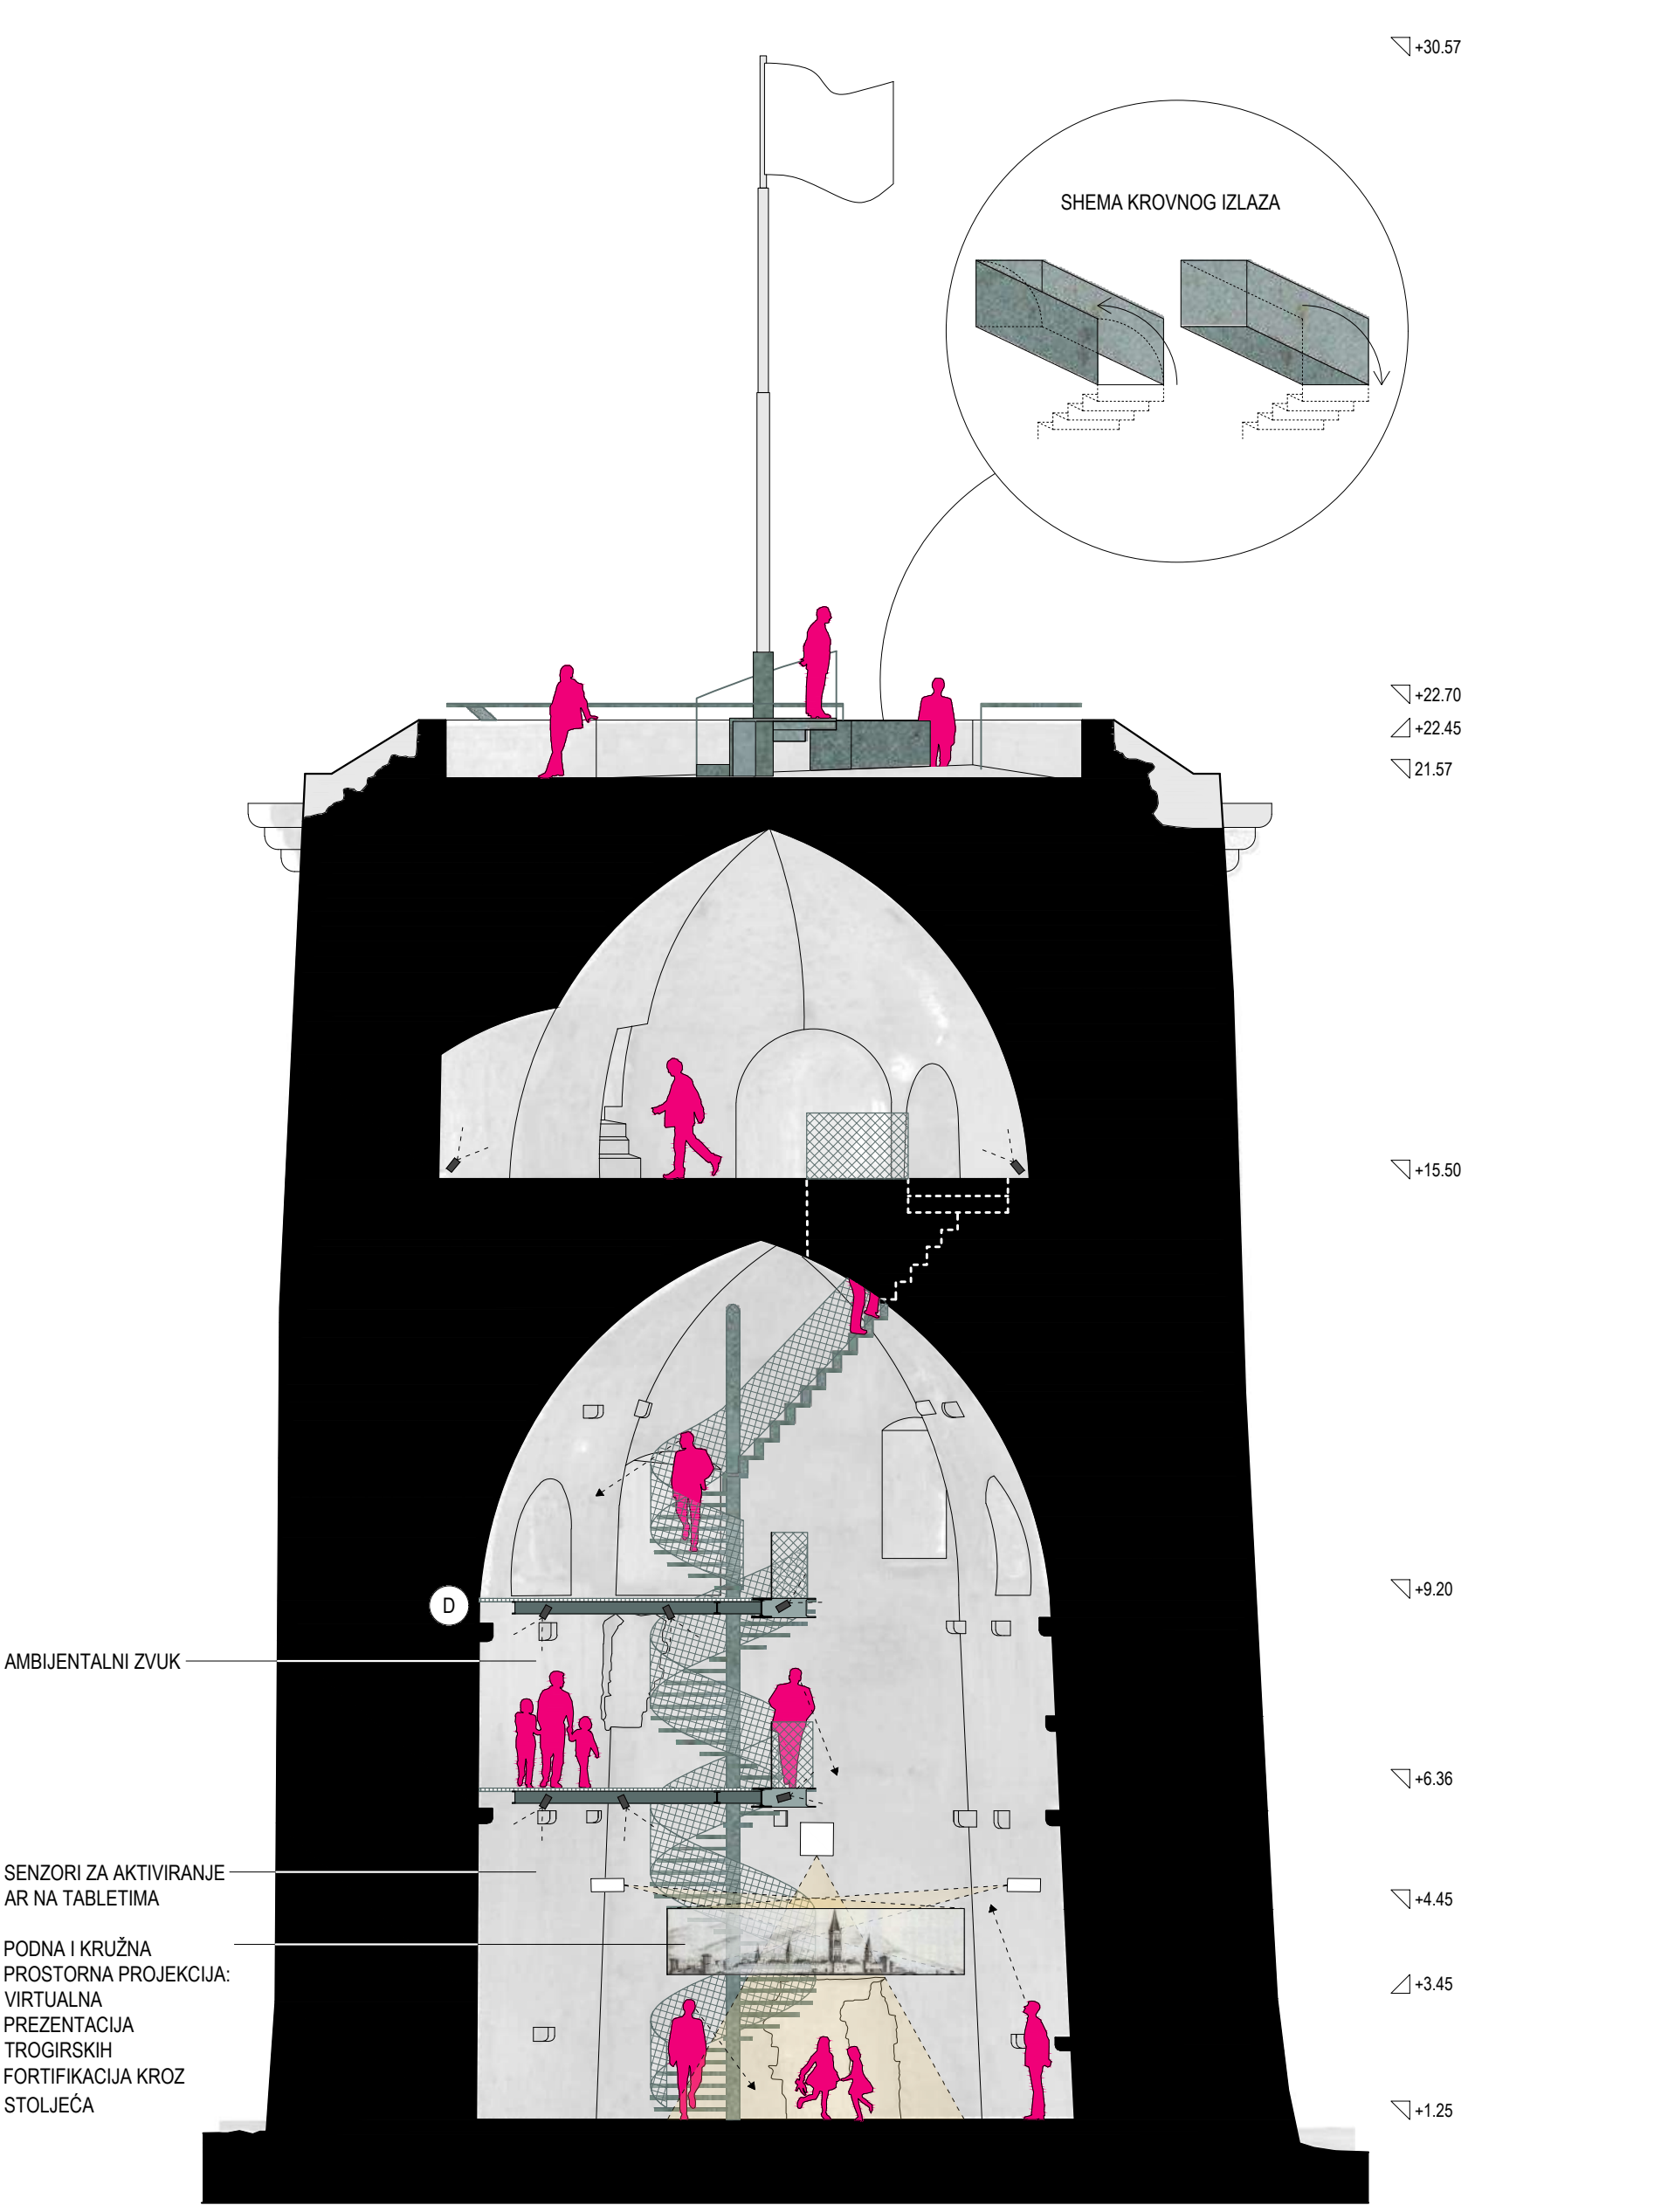 +30.57
SHEMA KROVNOG IZLAZA
+22.70
+22.45
21.57
+15.50
+9.20
D
AMBIJENTALNI ZVUK
+6.36
SENZORI ZA AKTIVIRANJE
AR NA TABLETIMA
+4.45
PODNA I KRUŽNA
PROSTORNA PROJEKCIJA:
VIRTUALNA
PREZENTACIJA
TROGIRSKIH
FORTIFIKACIJA KROZ
STOLJEĆA
+3.45
+1.25